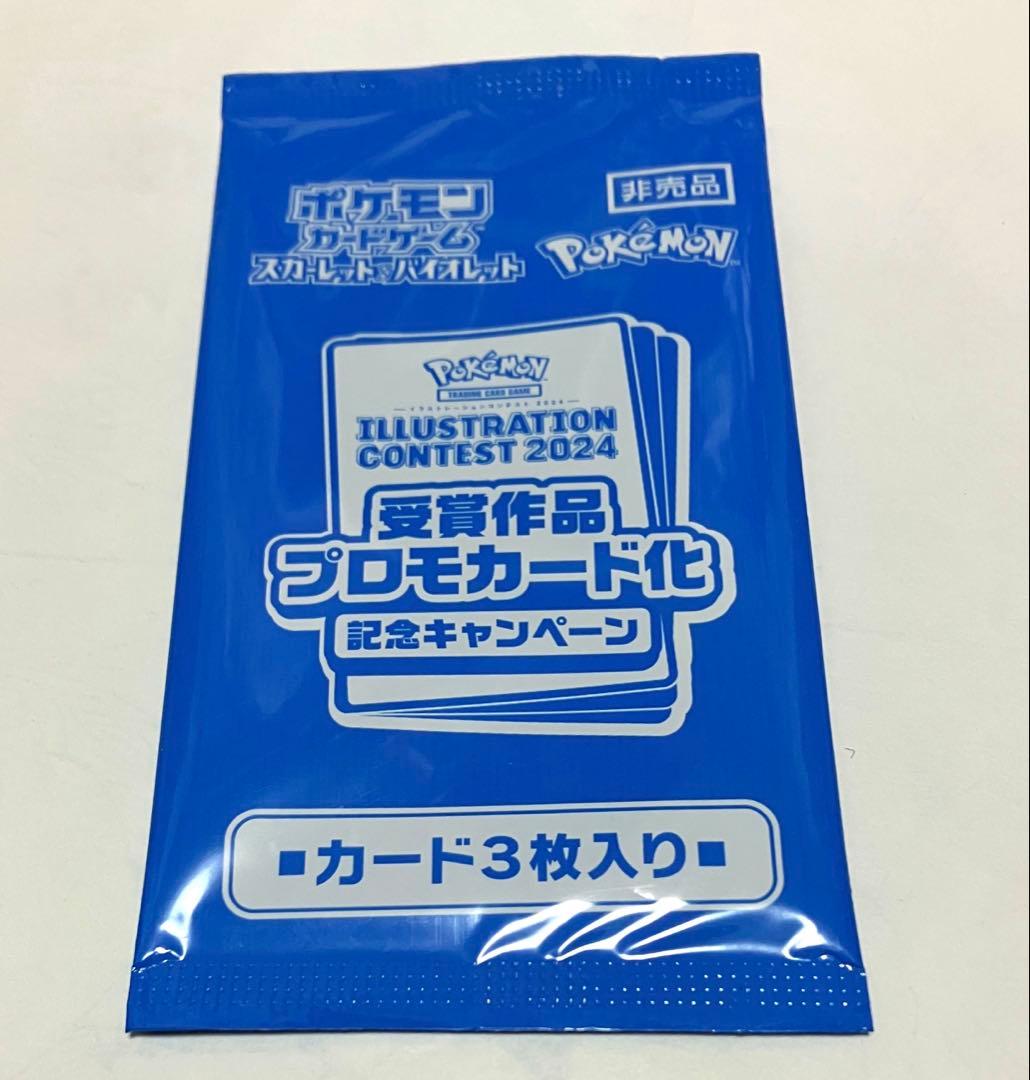 ポケモン
カードゲーム
スカーレット&バイオレット
非売品
POKéMON™
POKéMON
TRADING CARD GAME
イラストレーションコンテスト 2024
ILLUSTRATION
CONTEST 2024
受賞作品
プロモカード化
記念キャンペーン
■カード3枚入り■